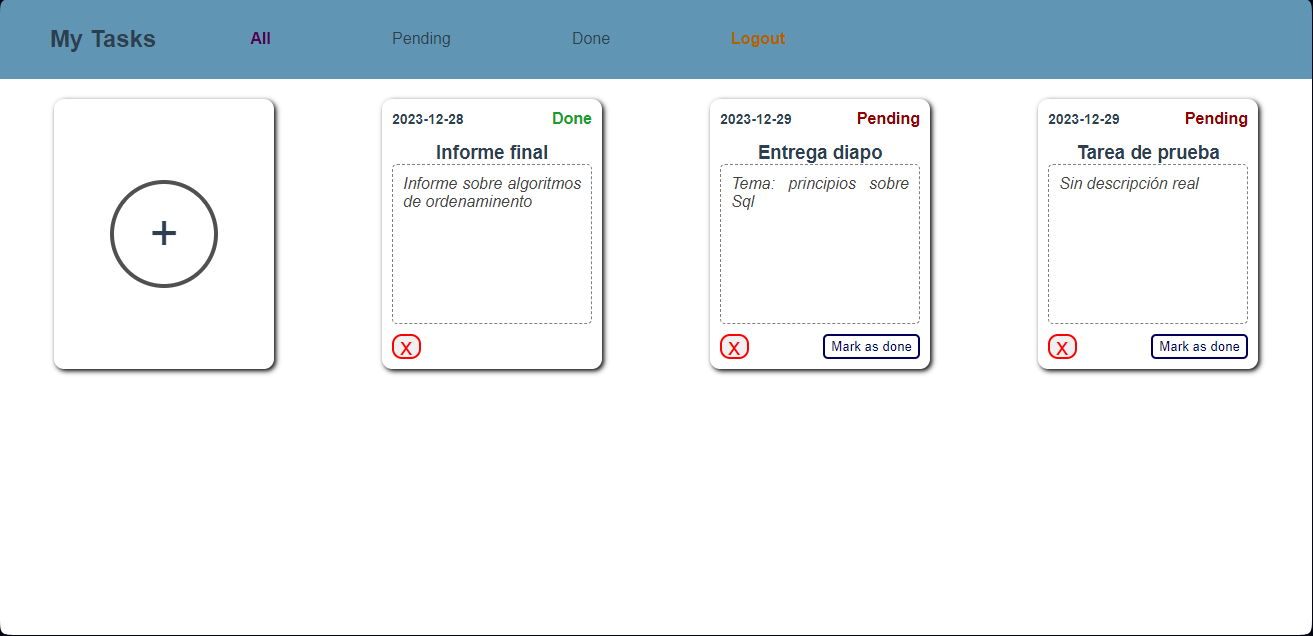 My Tasks All Pending Done Logout
+
2023-12-28 Done
Informe final
Informe sobre algoritmos
de ordenaminento
X
2023-12-29 Pending
Entrega diapo
Tema: principios sobre
Sql
X Mark as done
2023-12-29 Pending
Tarea de prueba
Sin descripción real
X Mark as done